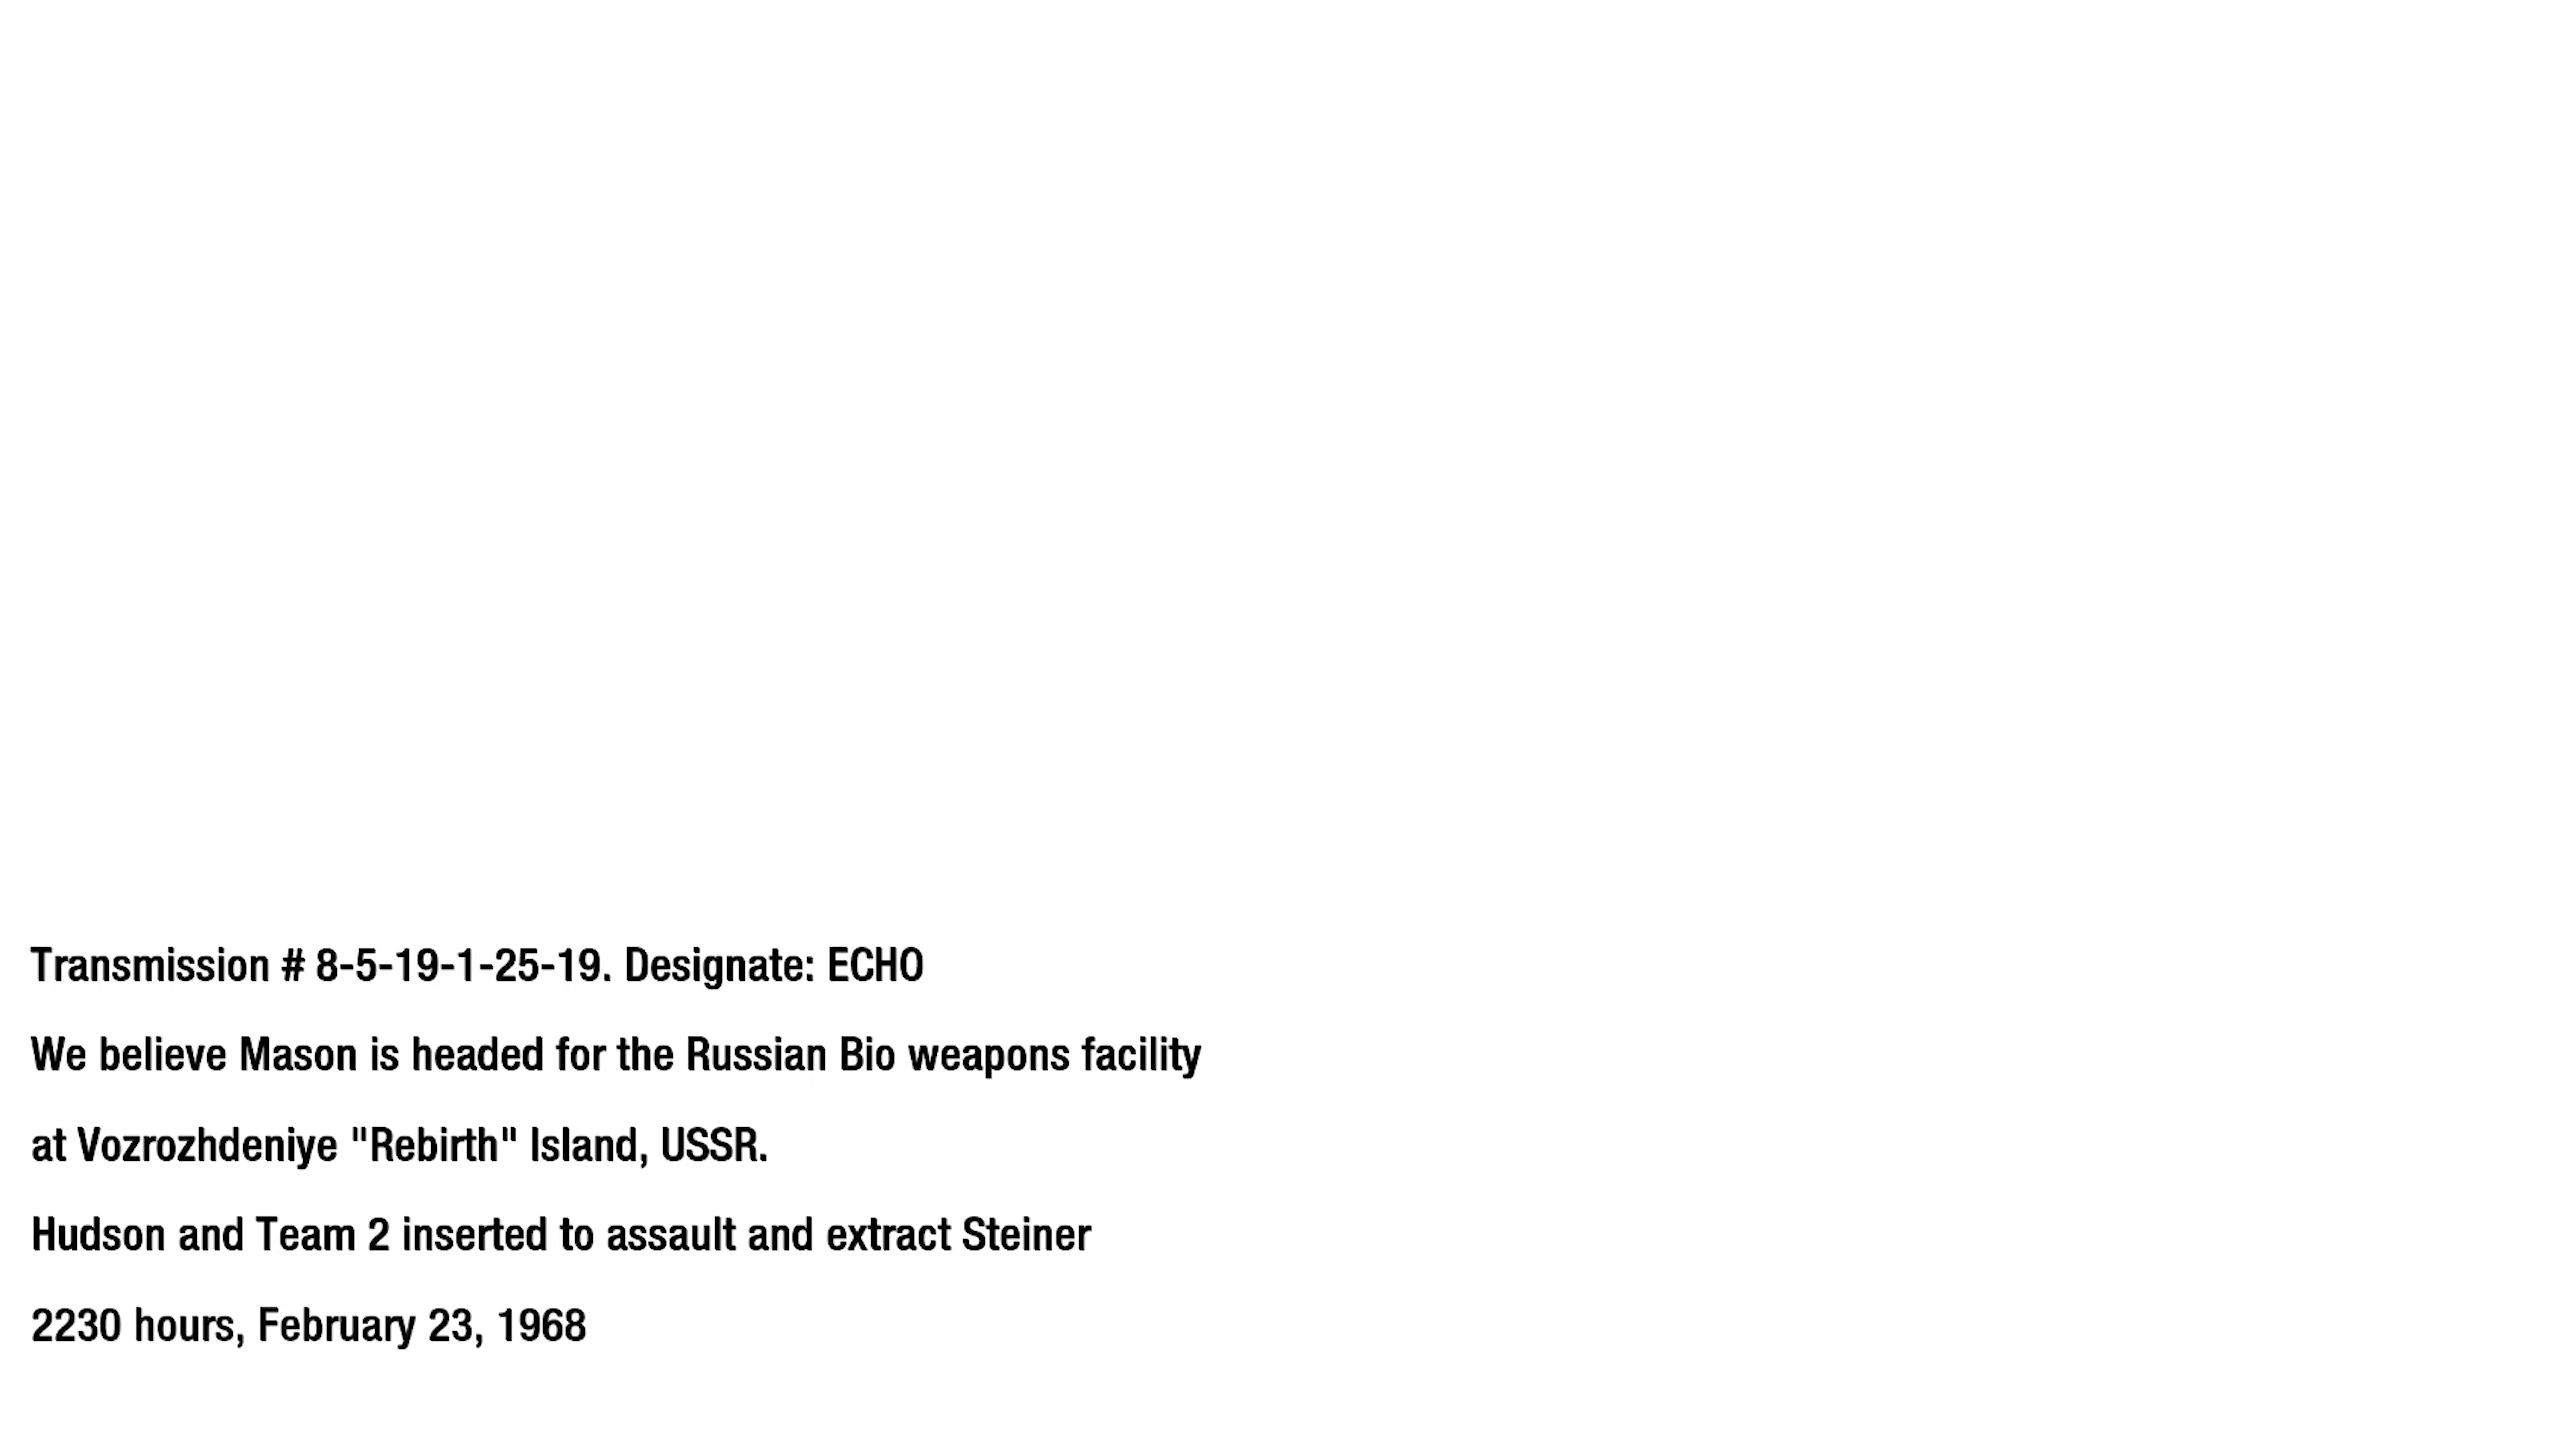 Transmission # 8-5-19-1-25-19. Designate: ECHO
We believe Mason is headed for the Russian Bio weapons facility
at Vozrozhdeniye "Rebirth" Island, USSR.
Hudson and Team 2 inserted to assault and extract Steiner
2230 hours, February 23, 1968